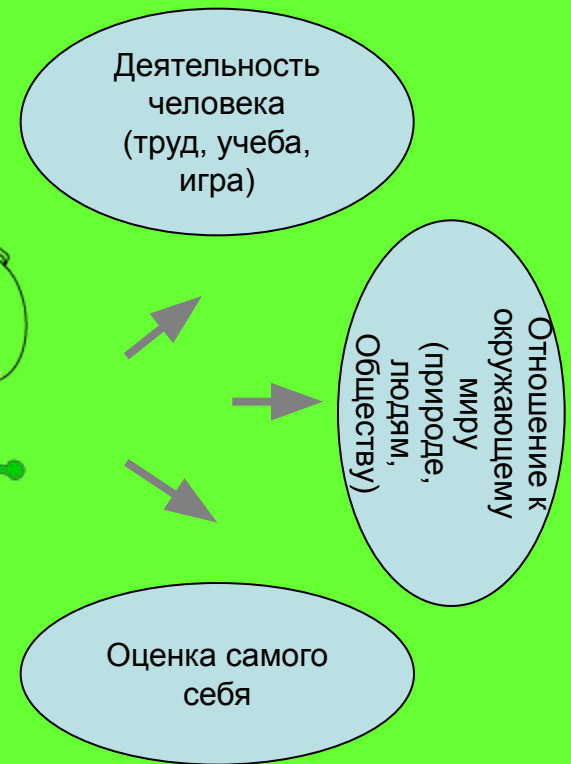 Деятельность
человека
(труд, учеба,
игра)
Отношение к
окружающему
миру
(природе,
людям,
Обществу)
Оценка самого
себя